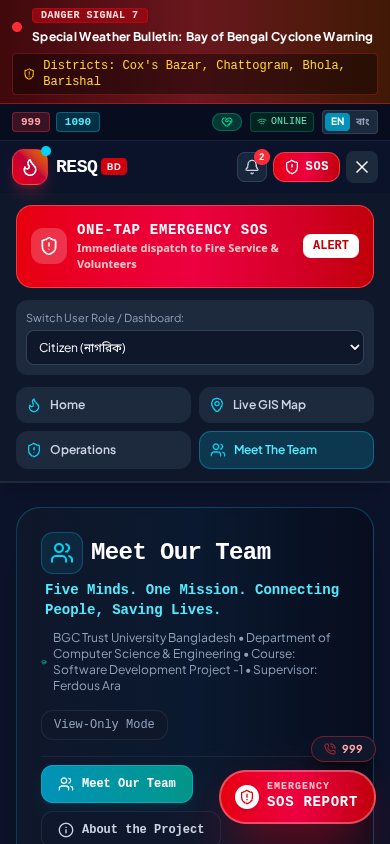 DANGER SIGNAL 7
Special Weather Bulletin: Bay of Bengal Cyclone Warning
Districts: Cox's Bazar, Chattogram, Bhola,
Barishal
999
1090
ONLINE
EN
বাং
RESQ
BD
2
SOS
ONE-TAP EMERGENCY SOS
Immediate dispatch to Fire Service &
Volunteers
ALERT
Switch User Role / Dashboard:
Citizen (নাগরিক)
Home
Live GIS Map
Operations
Meet The Team
Meet Our Team
Five Minds. One Mission. Connecting
People, Saving Lives.
BGC Trust University Bangladesh • Department of
Computer Science & Engineering • Course:
Software Development Project -1 • Supervisor:
Ferdous Ara
View-Only Mode
999
Meet Our Team
EMERGENCY
SOS REPORT
About the Project